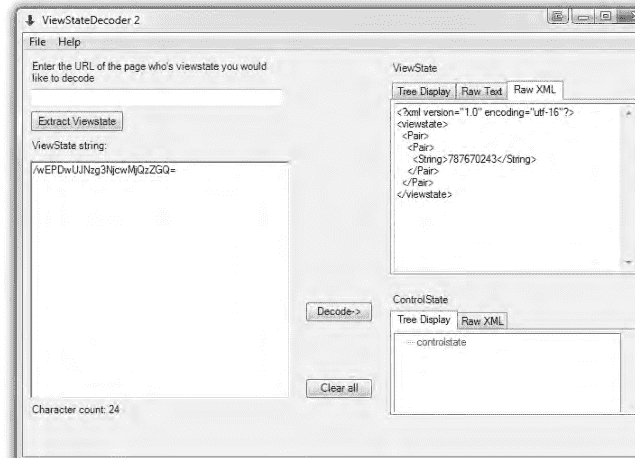 ViewStateDecoder 2
File Help
Enter the URL of the page who's viewstate you would
like to decode
Extract Viewstate
ViewState string:
/wEPDwUJNzg3NjcwMjQzZGQ=
Decode->
Clear all
Character count: 24
ViewState
Tree Display Raw Text Raw XML
<?xml version="1.0" encoding="utf-16"?>
<viewstate>
<Pair>
<Pair>
<String>787670243</String>
</Pair>
</Pair>
</viewstate>
ControlState
Tree Display Raw XML
controlstate